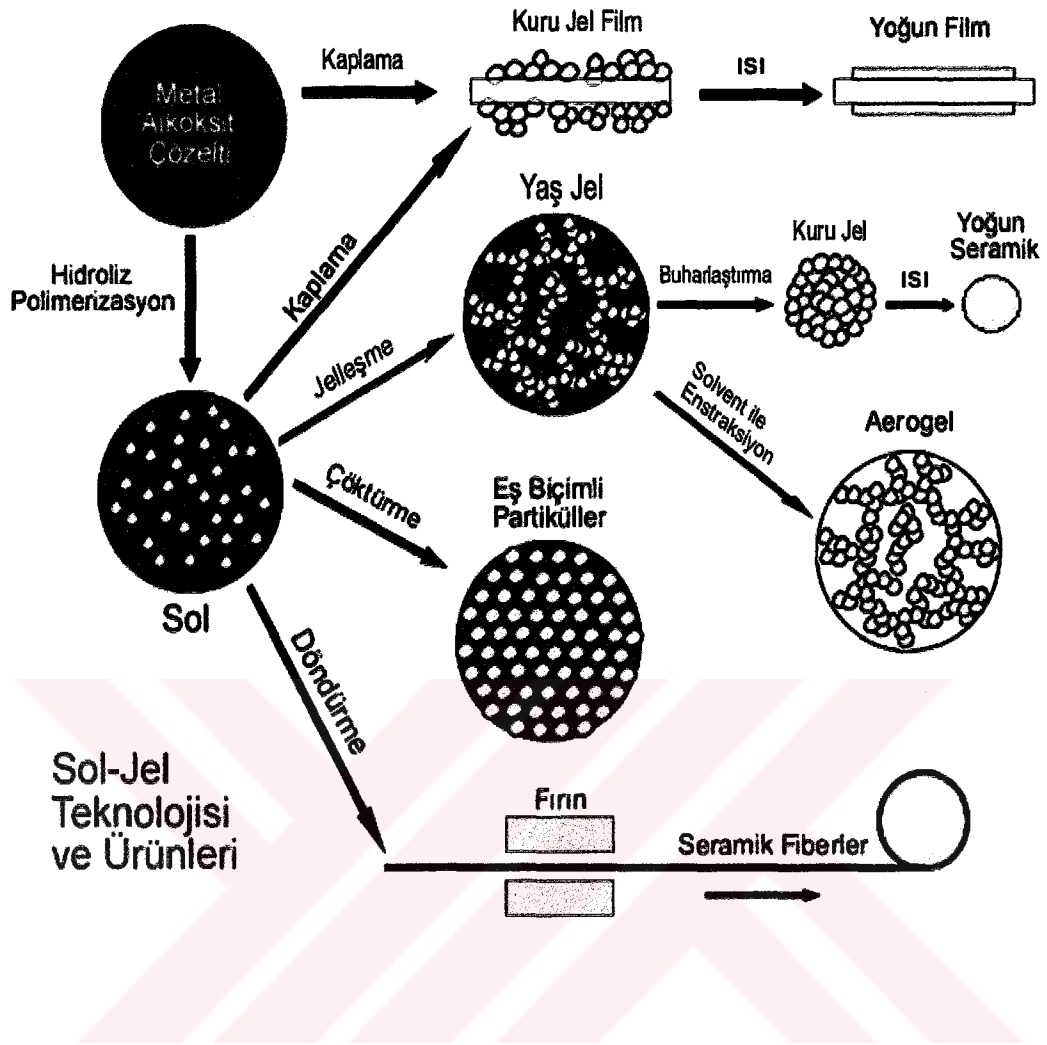 Kuru Jel Film
Yoğun Film
Kaplama
ISI
Metal
Alkoksit
Çözelti
Hidroliz
Polimerizasyon
Kaplama
Yaş Jel
Kuru Jel
Yoğun
Seramik
Buharlaştırma
ISI
Jelleşme
Solvent ile
Enstraksiyon
Aerogel
Çöktürme
Eş Biçimli
Partiküller
Sol
Döndürme
Sol-Jel
Teknolojisi
ve Ürünleri
Fırın
Seramik Fiberler